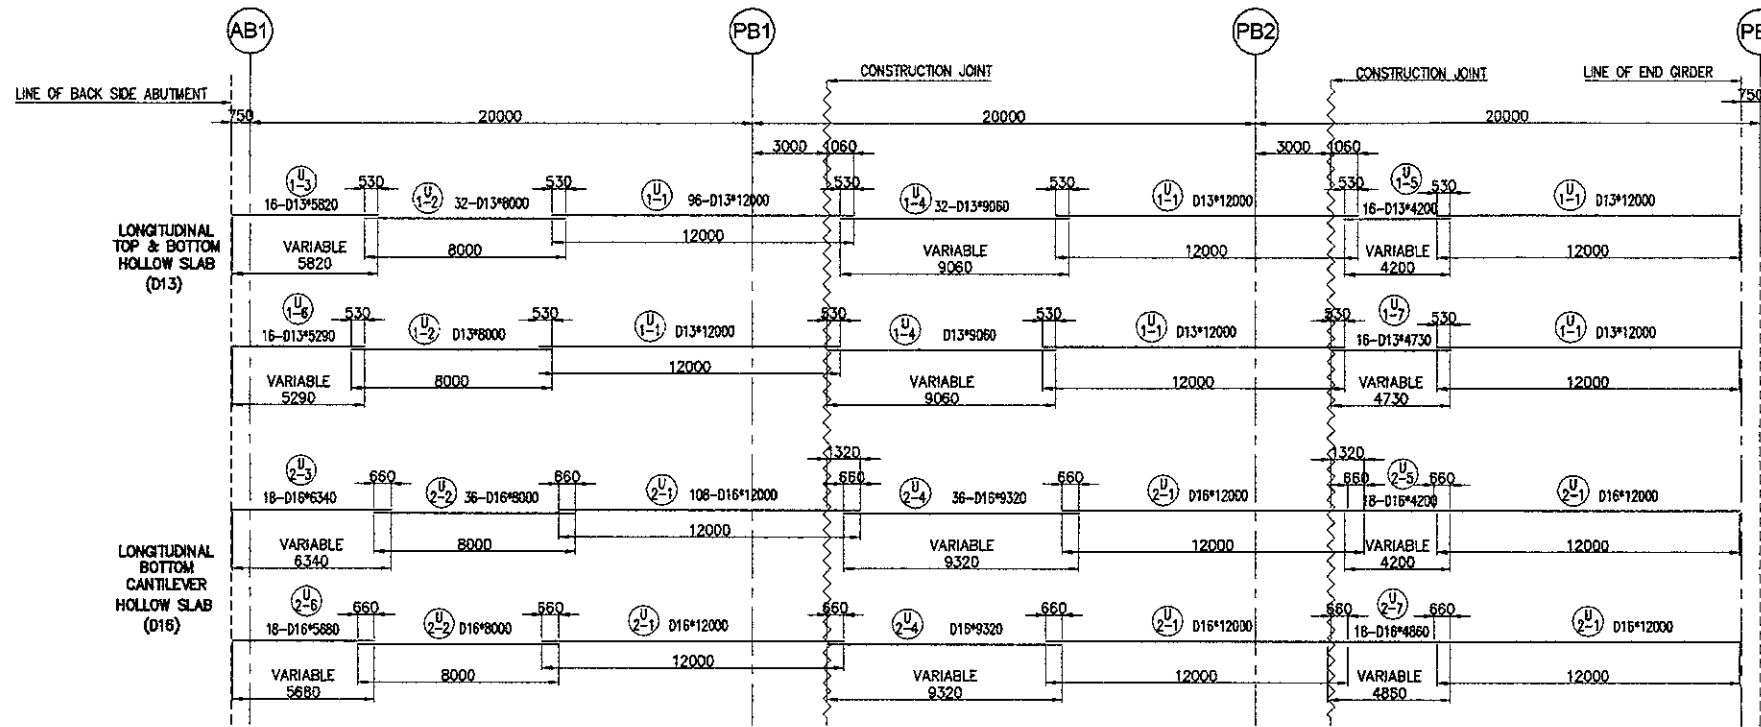 AB1 PB1 PB2 PB
CONSTRUCTION JOINT CONSTRUCTION JOINT LINE OF END GIRDER
LINE OF BACK SIDE ABUTMENT
750 20000 20000 20000 750
3000 1060 3000 1060
U 1-3 530 U 1-2 530 U 1-1 530 U 1-4 530 U 1-1 530 U 1-5 530 U 1-1
16-D13*5820 32-D13*8000 96-D13*12000 32-D13*9060 D13*12000 16-D13*4200 D13*12000
LONGITUDINAL
TOP & BOTTOM
HOLLOW SLAB
(D13)
VARIABLE 8000 12000 VARIABLE 12000 VARIABLE 12000
5820 9060 4200
U 1-6 530 U 1-2 530 U 1-1 530 U 1-4 530 U 1-1 530 U 1-7 530 U 1-1
16-D13*5290 D13*8000 D13*12000 D13*9060 D13*12000 16-D13*4730 D13*12000
VARIABLE 8000 12000 VARIABLE 12000 VARIABLE 12000
5290 9060 4730
1320 1320
U 2-3 660 U 2-2 660 U 2-1 660 U 2-4 660 U 2-1 660 U 2-5 660 U 2-1
18-D16*6340 36-D16*8000 108-D16*12000 36-D16*9320 D16*12000 18-D16*4200 D16*12000
LONGITUDINAL
BOTTOM
CANTILEVER
HOLLOW SLAB
(D16)
VARIABLE 8000 12000 VARIABLE 12000 VARIABLE 12000
6340 9320 4200
U 2-6 660 U 2-2 660 U 2-1 660 U 2-4 660 U 2-1 660 U 2-7 660 U 2-1
18-D16*5680 D16*8000 D16*12000 D16*9320 D16*12000 18-D16*4860 D16*12000
VARIABLE 8000 12000 VARIABLE 12000 VARIABLE 12000
5680 9320 4860